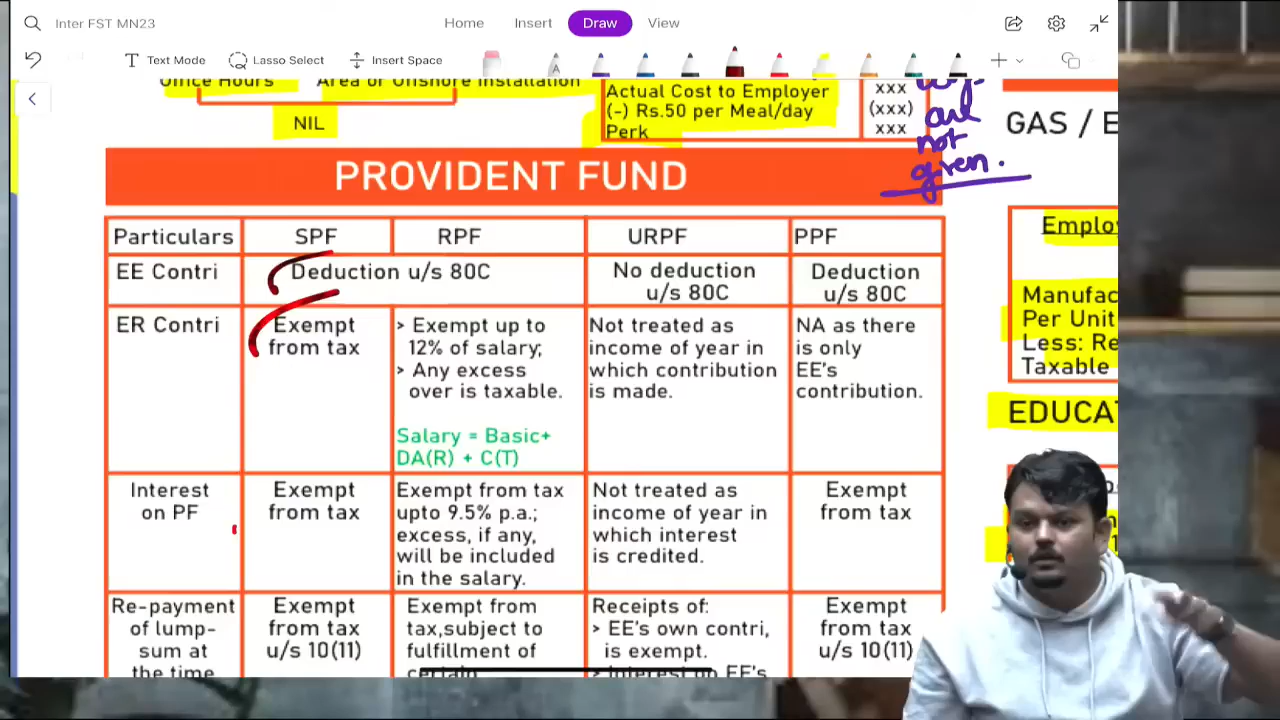 Inter FST MN23
Home
Insert
Draw
View
Text Mode
Lasso Select
Insert Space
Office Hours
Area or Offshore Installation
NIL
Actual Cost to Employer
(-) Rs.50 per Meal/day
Perk
xxx
(xxx)
xxx
are
not
given.
PROVIDENT FUND
Particulars
SPF
RPF
URPF
PPF
EE Contri
Deduction u/s 80C
No deduction
u/s 80C
Deduction
u/s 80C
ER Contri
Exempt
from tax
> Exempt up to
12% of salary;
> Any excess
over is taxable.
Salary = Basic+
DA(R) + C(T)
Not treated as
income of year in
which contribution
is made.
NA as there
is only
EE's
contribution.
Interest
on PF
Exempt
from tax
Exempt from tax
upto 9.5% p.a.;
excess, if any,
will be included
in the salary.
Not treated as
income of year in
which interest
is credited.
Exempt
from tax
Re-payment
of lump-
sum at
the time
Exempt
from tax
u/s 10(11)
Exempt from
tax,subject to
fulfillment of
certain
Receipts of:
> EE's own contri,
is exempt.
> Interest on EE's
Exempt
from tax
u/s 10(11)
GAS / E
Employ
Manufac
Per Unit
Less: Re
Taxable
EDUCA